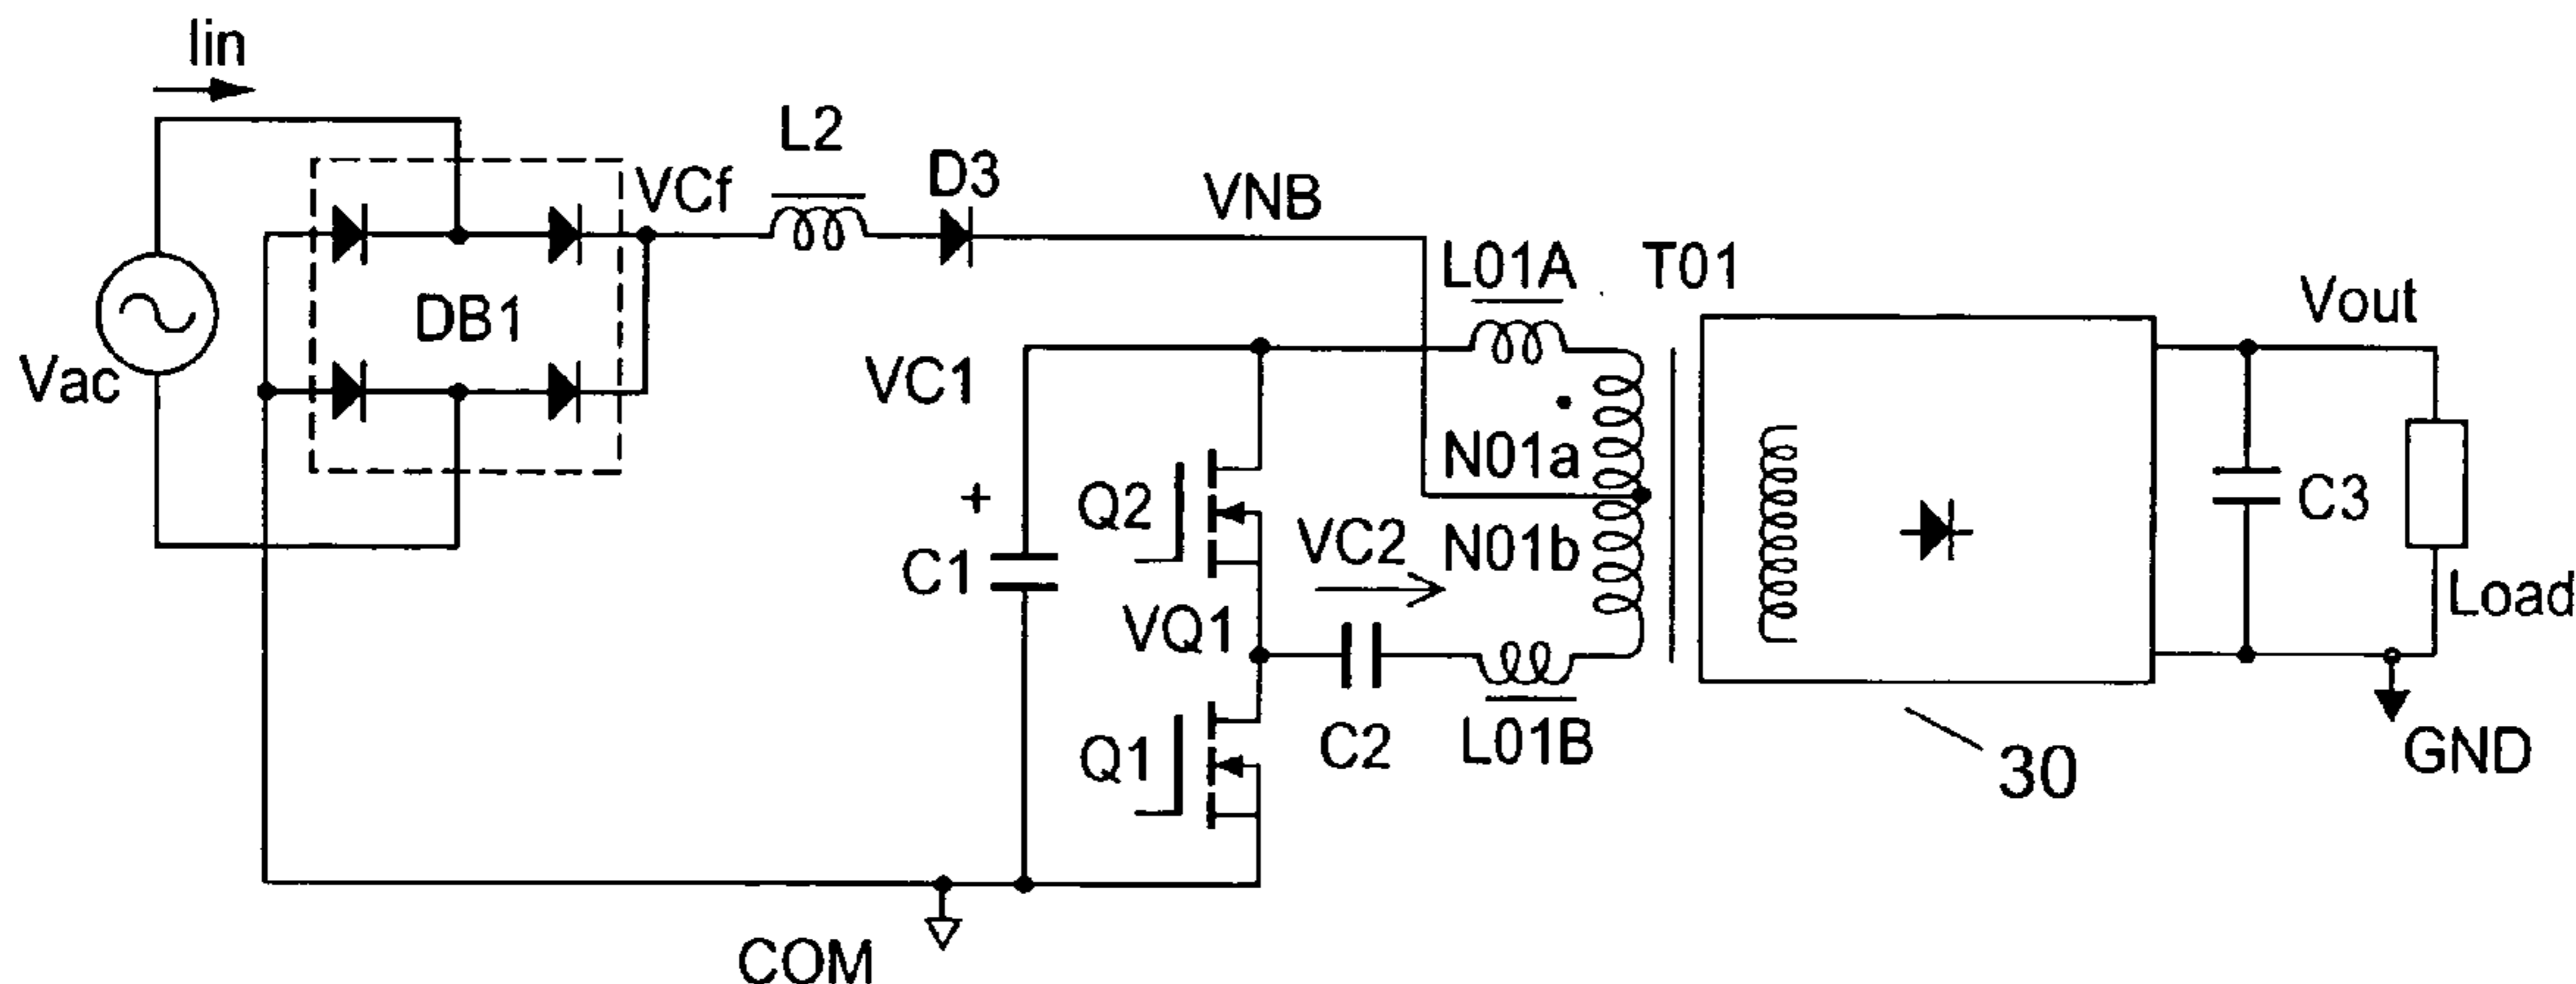 Iin
L2
D3
VCf
VNB
L01A
T01
DB1
Vout
Vac
VC1
N01a
+
Q2
C3
VC2
N01b
C1
VQ1
Load
Q1
C2
L01B
GND
30
COM